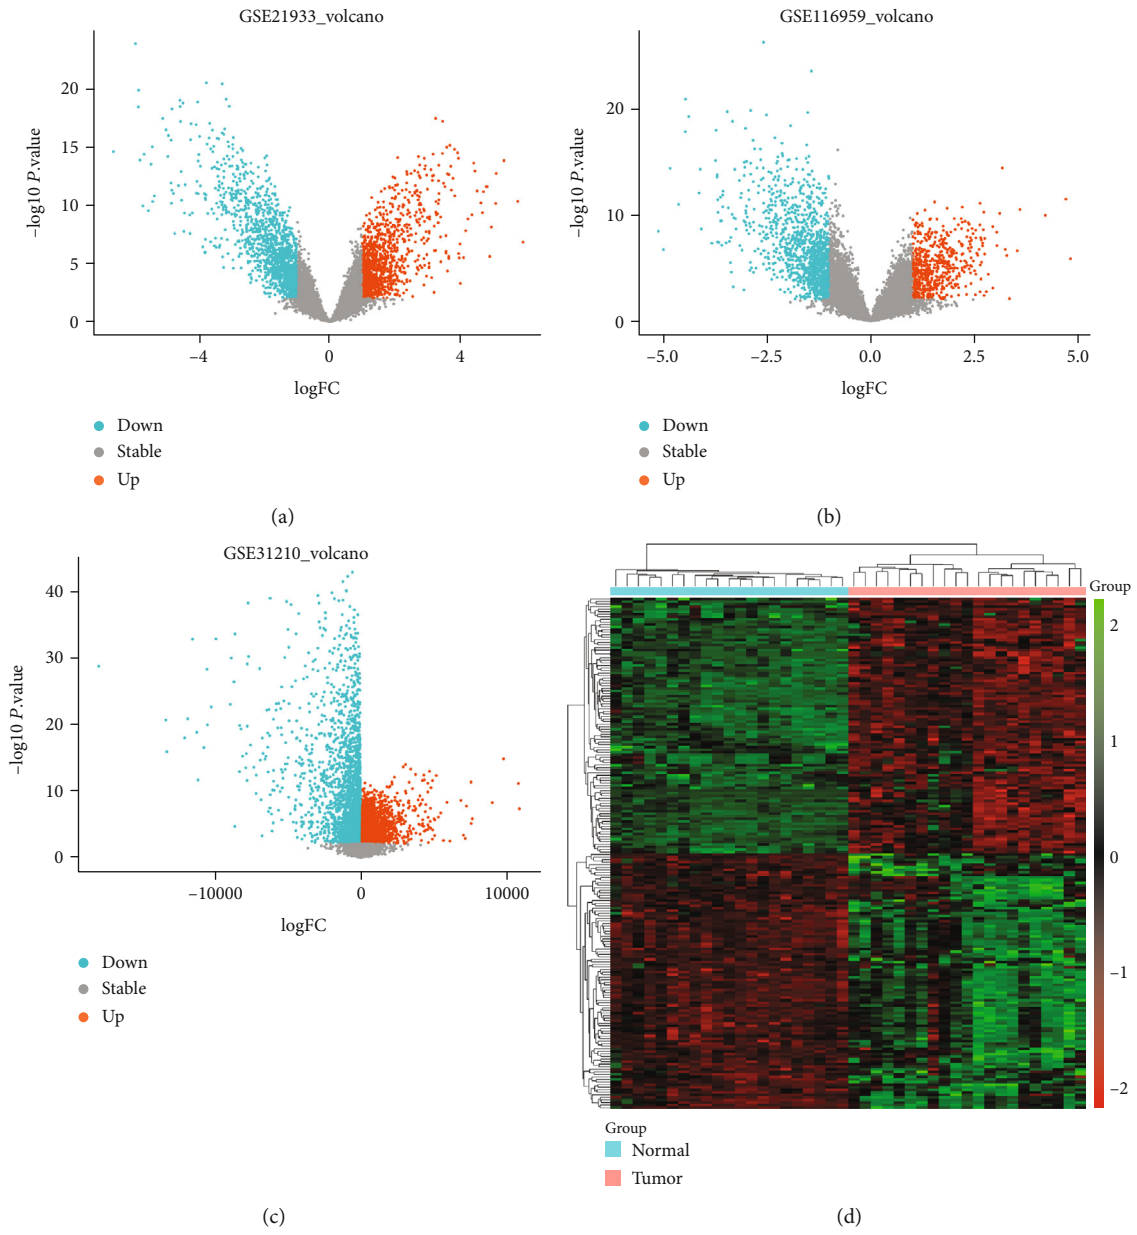 GSE21933_volcano
−log10 P.value
20
15
10
5
0
−4
0
4
logFC
Down
Stable
Up
(a)
GSE116959_volcano
−log10 P.value
20
10
0
−5.0
−2.5
0.0
2.5
5.0
logFC
Down
Stable
Up
(b)
GSE31210_volcano
−log10 P.value
40
30
20
10
0
−10000
0
10000
logFC
Down
Stable
Up
(c)
Group
2
1
0
−1
−2
Group
Normal
Tumor
(d)